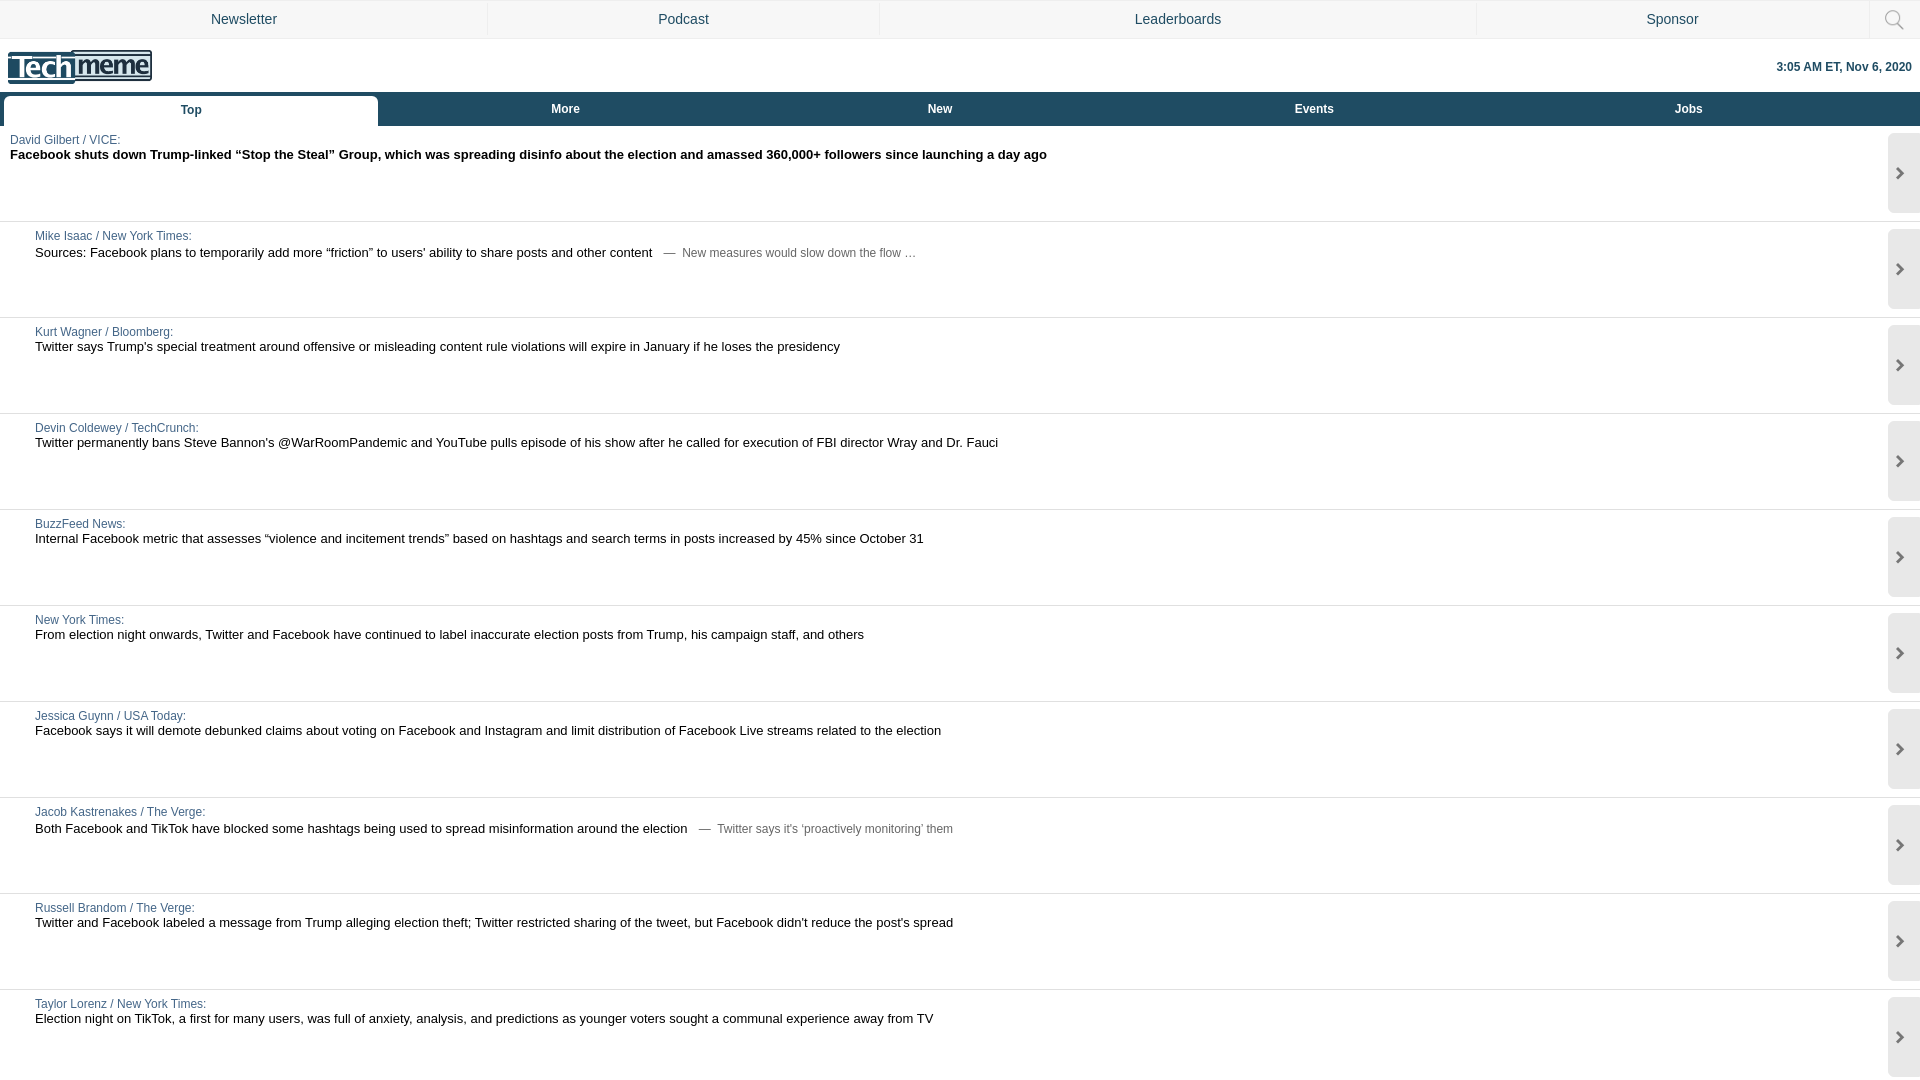 Newsletter
Podcast
Leaderboards
Sponsor
Techmeme
3:05 AM ET, Nov 6, 2020
Top
More
New
Events
Jobs
David Gilbert / VICE:
Facebook shuts down Trump-linked “Stop the Steal” Group, which was spreading disinfo about the election and amassed 360,000+ followers since launching a day ago
Mike Isaac / New York Times:
Sources: Facebook plans to temporarily add more “friction” to users' ability to share posts and other content — New measures would slow down the flow …
Kurt Wagner / Bloomberg:
Twitter says Trump's special treatment around offensive or misleading content rule violations will expire in January if he loses the presidency
Devin Coldewey / TechCrunch:
Twitter permanently bans Steve Bannon's @WarRoomPandemic and YouTube pulls episode of his show after he called for execution of FBI director Wray and Dr. Fauci
BuzzFeed News:
Internal Facebook metric that assesses “violence and incitement trends” based on hashtags and search terms in posts increased by 45% since October 31
New York Times:
From election night onwards, Twitter and Facebook have continued to label inaccurate election posts from Trump, his campaign staff, and others
Jessica Guynn / USA Today:
Facebook says it will demote debunked claims about voting on Facebook and Instagram and limit distribution of Facebook Live streams related to the election
Jacob Kastrenakes / The Verge:
Both Facebook and TikTok have blocked some hashtags being used to spread misinformation around the election — Twitter says it's ‘proactively monitoring’ them
Russell Brandom / The Verge:
Twitter and Facebook labeled a message from Trump alleging election theft; Twitter restricted sharing of the tweet, but Facebook didn't reduce the post's spread
Taylor Lorenz / New York Times:
Election night on TikTok, a first for many users, was full of anxiety, analysis, and predictions as younger voters sought a communal experience away from TV